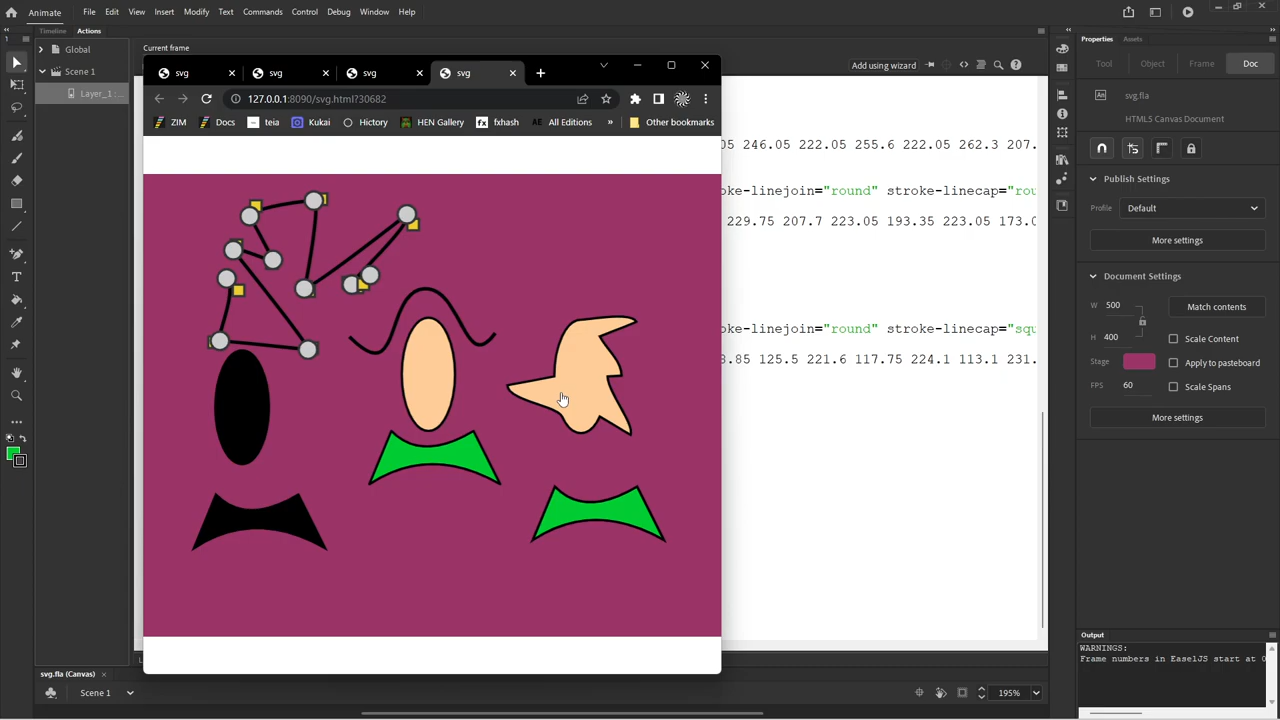 Animate File Edit View Insert Modify Text Commands Control Debug Window Help
Timeline Actions
Global
Scene 1
Layer_1 :...
Current frame
Add using wizard
svg svg svg svg
127.0.0.1:8090/svg.html?30682
ZIM Docs teia Kukai Hictory HEN Gallery fxhash AE All Editions » Other bookmarks
05 246.05 222.05 255.6 222.05 262.3 207.
oke-linejoin="round" stroke-linecap="rou
229.75 207.7 223.05 193.35 223.05 173.0
oke-linejoin="round" stroke-linecap="squ
8.85 125.5 221.6 117.75 224.1 113.1 231.
Properties Assets
Tool Object Frame Doc
svg.fla
HTML5 Canvas Document
Publish Settings
Profile Default
More settings
Document Settings
W 500 Match contents
H 400 Scale Content
Stage Apply to pasteboard
FPS 60 Scale Spans
More settings
Output
WARNINGS:
Frame numbers in EaselJS start at 0
svg.fla (Canvas)
Scene 1
195%